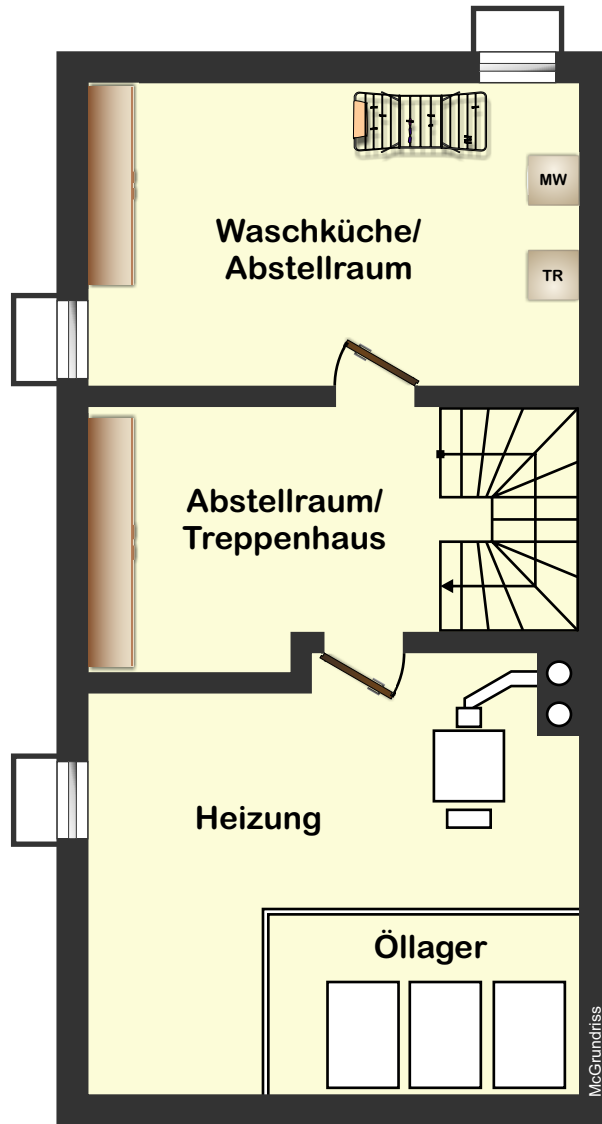 MW
Waschküche/
Abstellraum
TR
Abstellraum/
Treppenhaus
Heizung
Öllager
McGrundriss